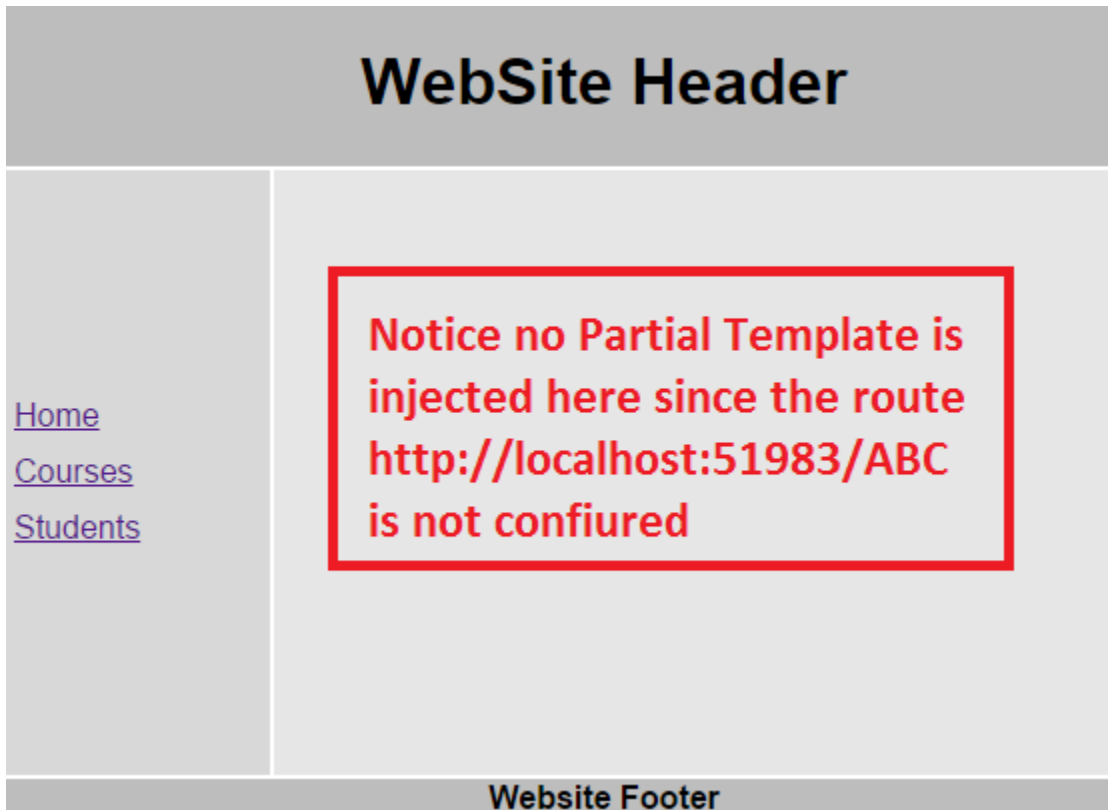 WebSite Header
Home
Courses
Students
Notice no Partial Template is
injected here since the route
http://localhost:51983/ABC
is not confiured
Website Footer